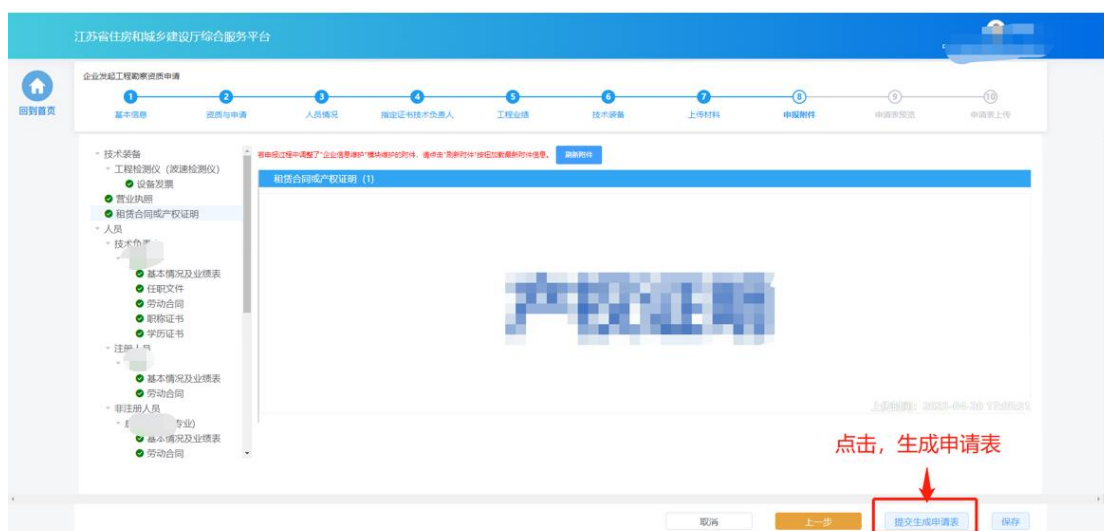 江苏省住房和城乡建设厅综合服务平台
回到首页
企业发起工程勘察资质申请
1 2 3 4 5 6 7 8 9 10
基本信息 资质与申请 人员情况 指定证书技术负责人 工程业绩 技术装备 上传材料 申报附件 申请表预览 申请表上传
若申报过程中调整了"企业信息维护"模块维护的附件，请点击"刷新附件"按钮加载最新附件信息。 刷新附件
租赁合同或产权证明 (1)
技术装备
工程检测仪（波速检测仪）
设备发票
营业执照
租赁合同或产权证明
人员
技术负责
基本情况及业绩表
任职文件
劳动合同
职称证书
学历证书
注册人员
基本情况及业绩表
劳动合同
非注册人员
专业)
基本情况及业绩表
劳动合同
点击，生成申请表
取消 上一步 提交生成申请表 保存